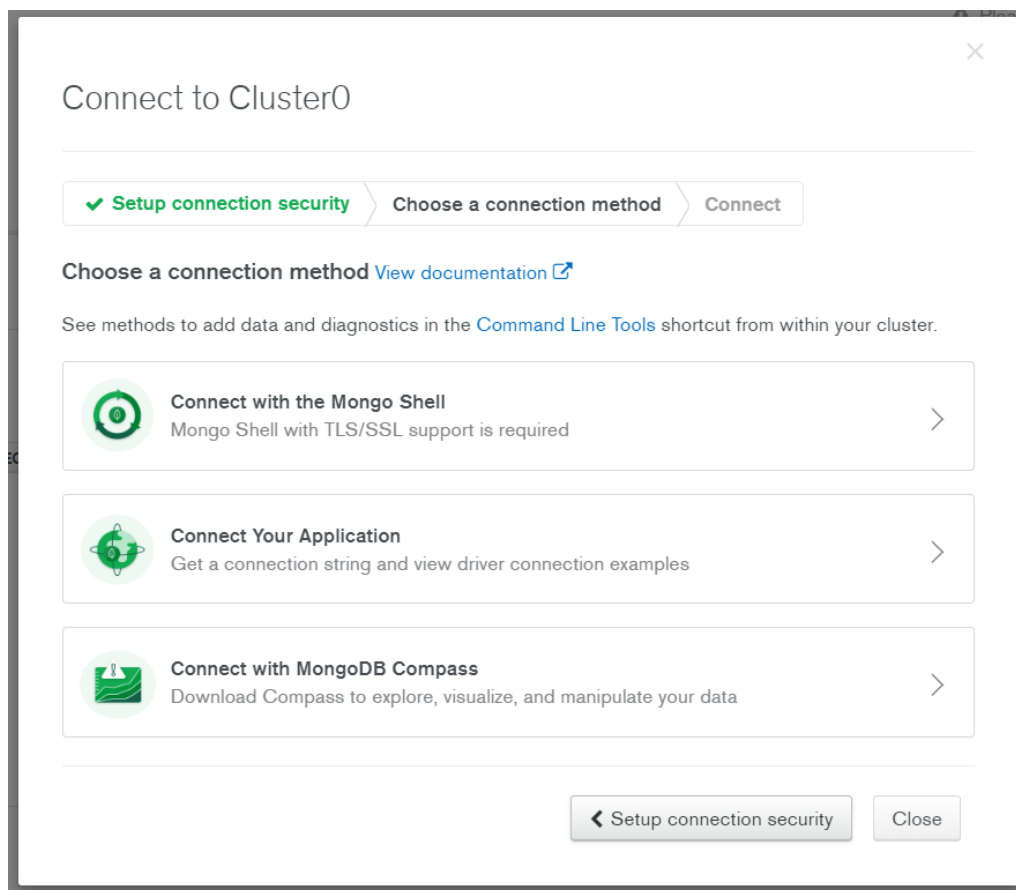 Connect to Cluster0
Setup connection security
Choose a connection method
Connect
Choose a connection method View documentation
See methods to add data and diagnostics in the Command Line Tools shortcut from within your cluster.
Connect with the Mongo Shell
Mongo Shell with TLS/SSL support is required
Connect Your Application
Get a connection string and view driver connection examples
Connect with MongoDB Compass
Download Compass to explore, visualize, and manipulate your data
Setup connection security
Close